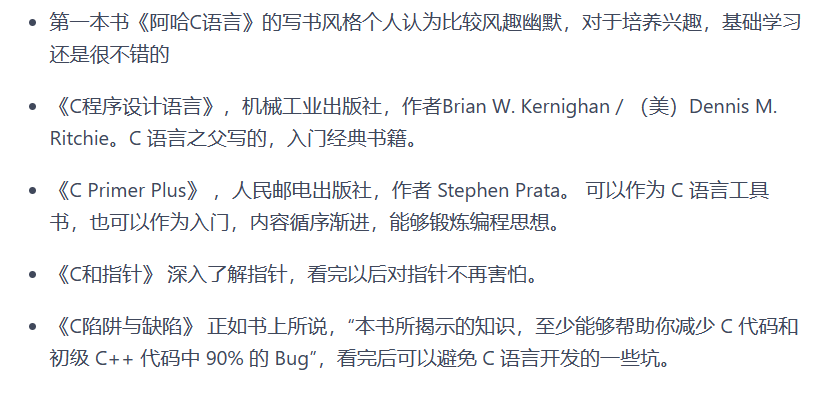 第一本书《阿哈C语言》的写书风格个人认为比较风趣幽默，对于培养兴趣，基础学习
还是很不错的
《C程序设计语言》，机械工业出版社，作者Brian W. Kernighan / （美）Dennis M.
Ritchie。C 语言之父写的，入门经典书籍。
《C Primer Plus》 ，人民邮电出版社，作者 Stephen Prata。 可以作为 C 语言工具
书，也可以作为入门，内容循序渐进，能够锻炼编程思想。
《C和指针》 深入了解指针，看完以后对指针不再害怕。
《C陷阱与缺陷》 正如书上所说，“本书所揭示的知识，至少能够帮助你减少 C 代码和
初级 C++ 代码中 90% 的 Bug”，看完后可以避免 C 语言开发的一些坑。